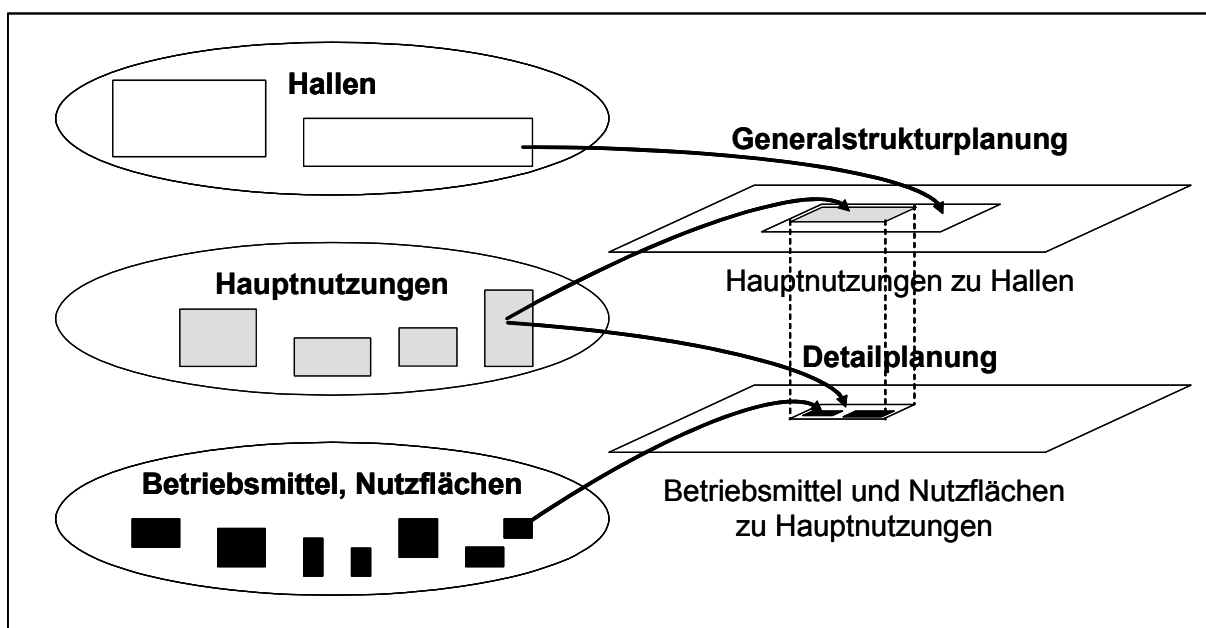 Hallen
Generalstrukturplanung
Hauptnutzungen zu Hallen
Hauptnutzungen
Detailplanung
Betriebsmittel, Nutzflächen
Betriebsmittel und Nutzflächen
zu Hauptnutzungen